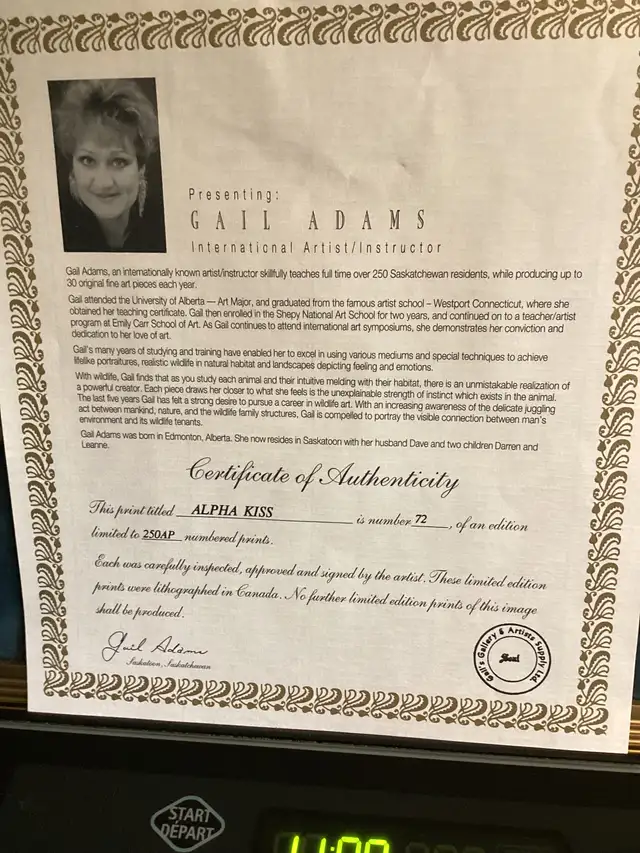 Presenting:
GAIL ADAMS
International Artist/Instructor
Gail Adams, an internationally known artist/instructor skillfully teaches full time over 250 Saskatchewan residents, while producing up to
30 original fine art pieces each year.
Gail attended the University of Alberta — Art Major, and graduated from the famous artist school – Westport Connecticut, where she
obtained her teaching certificate. Gail then enrolled in the Shepy National Art School for two years, and continued on to a teacher/artist
program at Emily Carr School of Art. As Gail continues to attend international art symposiums, she demonstrates her conviction and
dedication to her love of art.
Gail's many years of studying and training have enabled her to excel in using various mediums and special techniques to achieve
lifelike portraitures, realistic wildlife in natural habitat and landscapes depicting feeling and emotions.
With wildlife, Gail finds that as you study each animal and their intuitive melding with their habitat, there is an unmistakable realization of
a powerful creator. Each piece draws her closer to what she feels is the unexplainable strength of instinct which exists in the animal.
The last five years Gail has felt a strong desire to pursue a career in wildlife art. With an increasing awareness of the delicate juggling
act between mankind, nature, and the wildlife family structures, Gail is compelled to portray the visible connection between man's
environment and its wildlife tenants.
Gail Adams was born in Edmonton, Alberta. She now resides in Saskatoon with her husband Dave and two children Darren and
Leanne.
Certificate of Authenticity
This print titled ALPHA KISS is number 72, of an edition
limited to 250AP numbered prints.
Each was carefully inspected, approved and signed by the artist. These limited edition
prints were lithographed in Canada. No further limited edition prints of this image
shall be produced.
Gail Adams
Saskatoon, Saskatchewan
Gail's Gallery & Artists Supply Ltd.
Seal
START
DÉPART
11:00